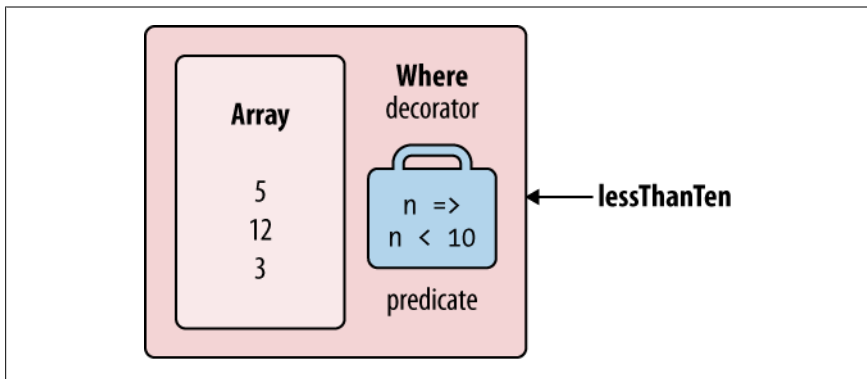 Array
5
12
3
Where
decorator
n =>
n < 10
predicate
lessThanTen